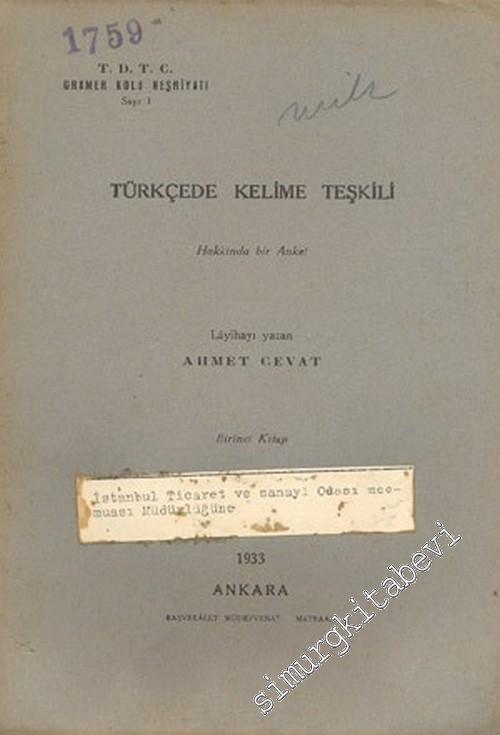 1759
T. D. T. C.
GRAMER KOLU NEŞRİYATI
Sayı 1
TÜRKÇEDE KELİME TEŞKİLİ
Hakkında bir Anket
Lâyihayı yazan
AHMET CEVAT
Birinci Kitap
İstanbul Ticaret ve sanayi Odası mec-
muası Müdürlüğüne
1933
ANKARA
BAŞVEKÂLET MÜDEVVENAT
simurgkitabevi